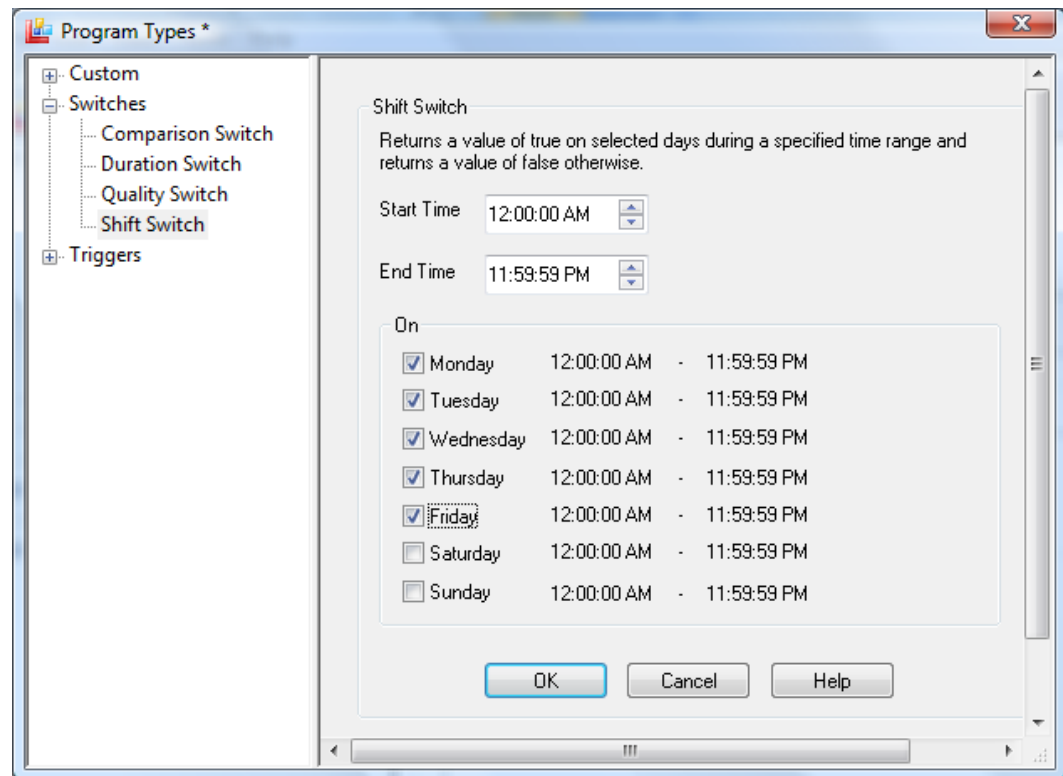 Program Types *
Custom
Switches
Comparison Switch
Duration Switch
Quality Switch
Shift Switch
Triggers
Shift Switch
Returns a value of true on selected days during a specified time range and
returns a value of false otherwise.
Start Time 12:00:00 AM
End Time 11:59:59 PM
On
Monday 12:00:00 AM - 11:59:59 PM
Tuesday 12:00:00 AM - 11:59:59 PM
Wednesday 12:00:00 AM - 11:59:59 PM
Thursday 12:00:00 AM - 11:59:59 PM
Friday 12:00:00 AM - 11:59:59 PM
Saturday 12:00:00 AM - 11:59:59 PM
Sunday 12:00:00 AM - 11:59:59 PM
OK Cancel Help